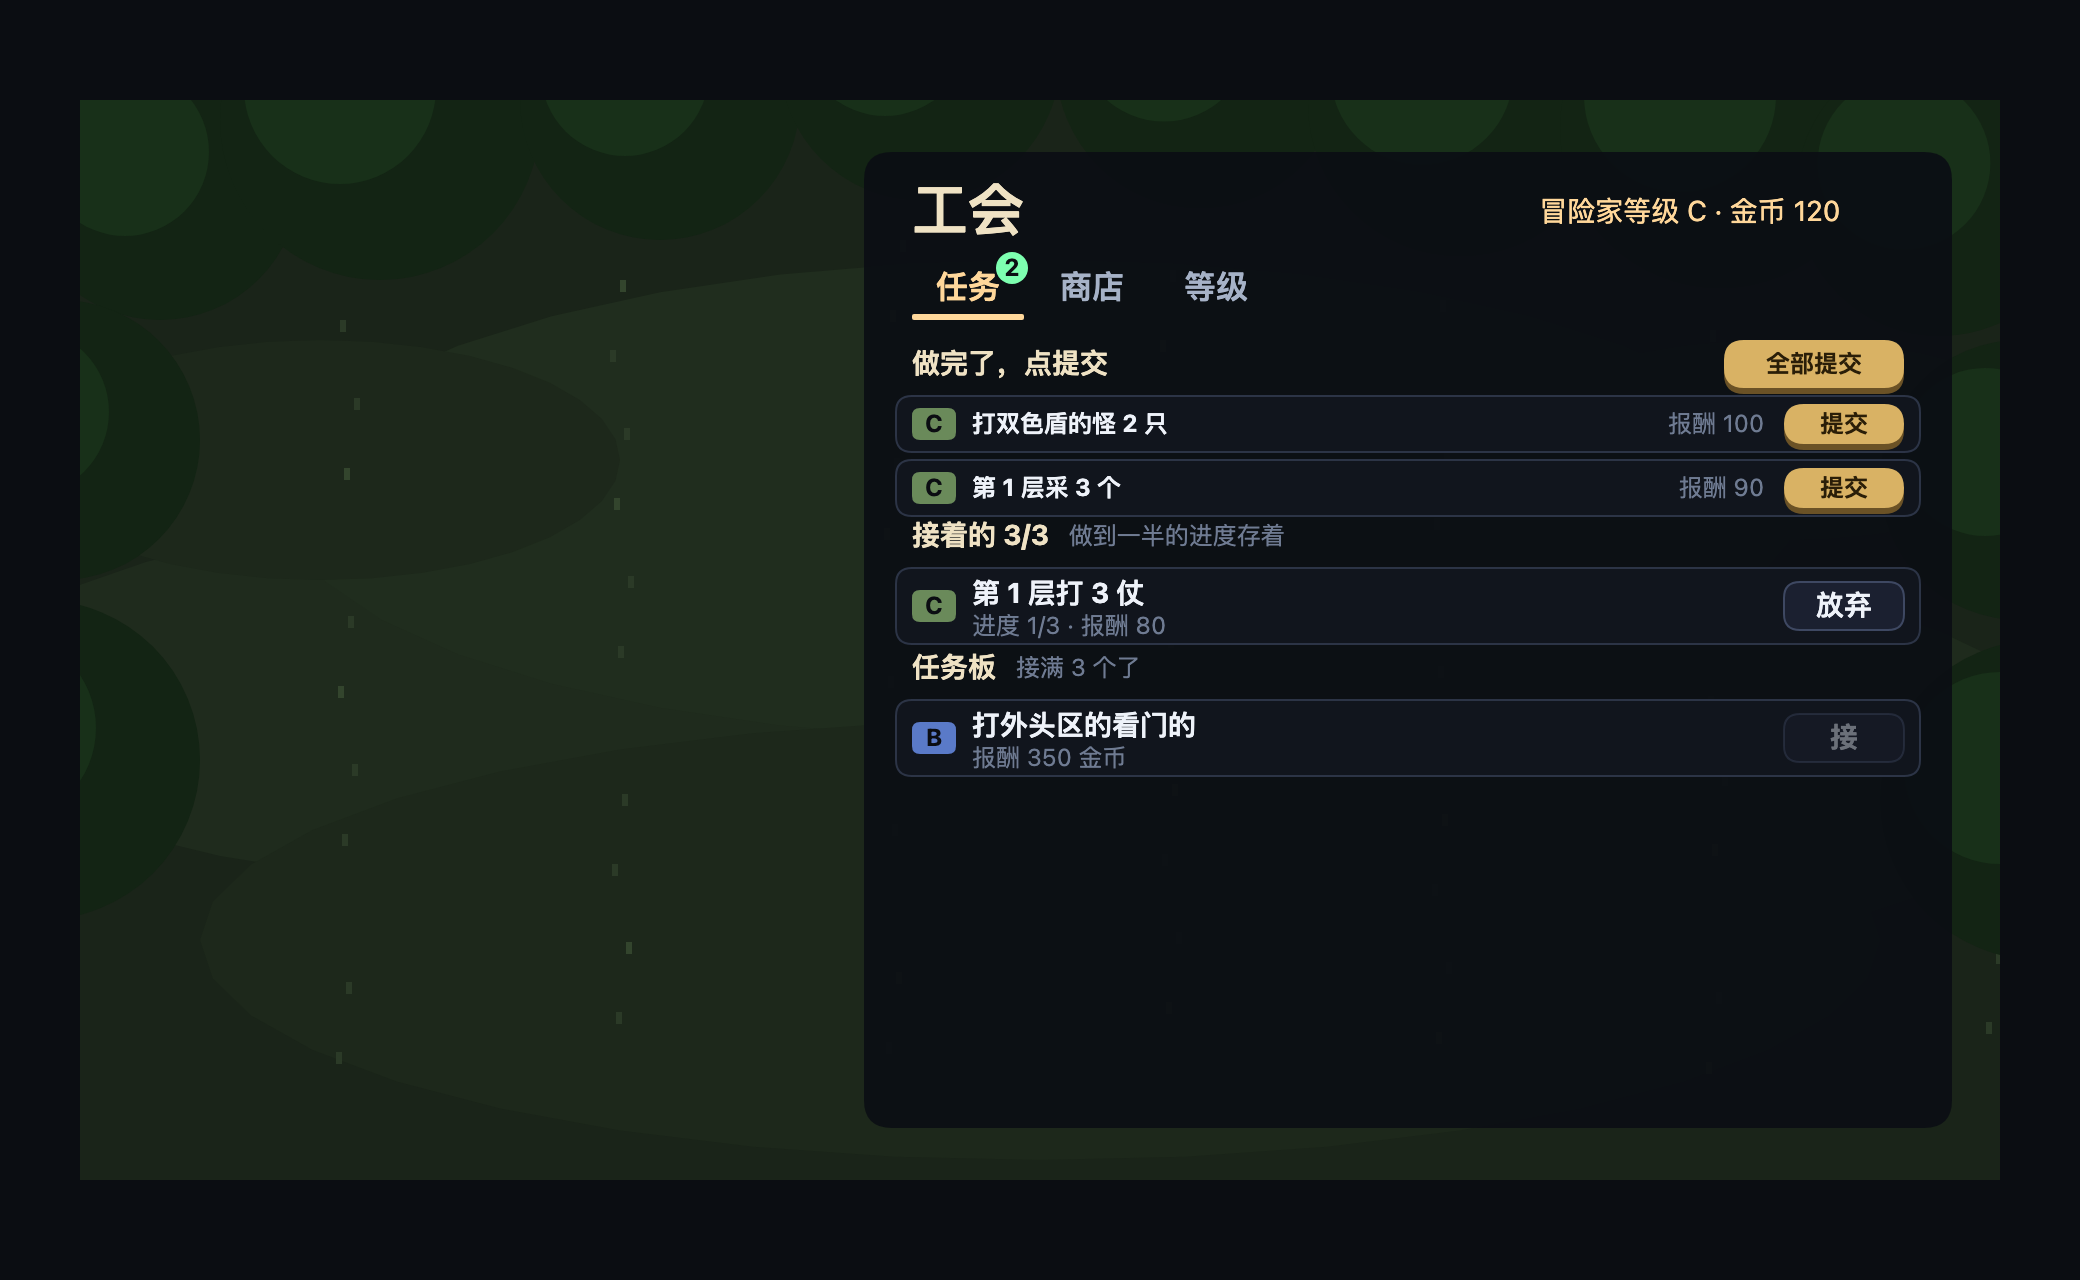 工会
冒险家等级 C · 金币 120
任务 2 商店 等级
做完了，点提交 全部提交
C 打双色盾的怪 2 只 报酬 100 提交
C 第 1 层采 3 个 报酬 90 提交
接着的 3/3 做到一半的进度存着
C 第 1 层打 3 仗 放弃
进度 1/3 · 报酬 80
任务板 接满 3 个了
B 打外头区的看门的 接
报酬 350 金币